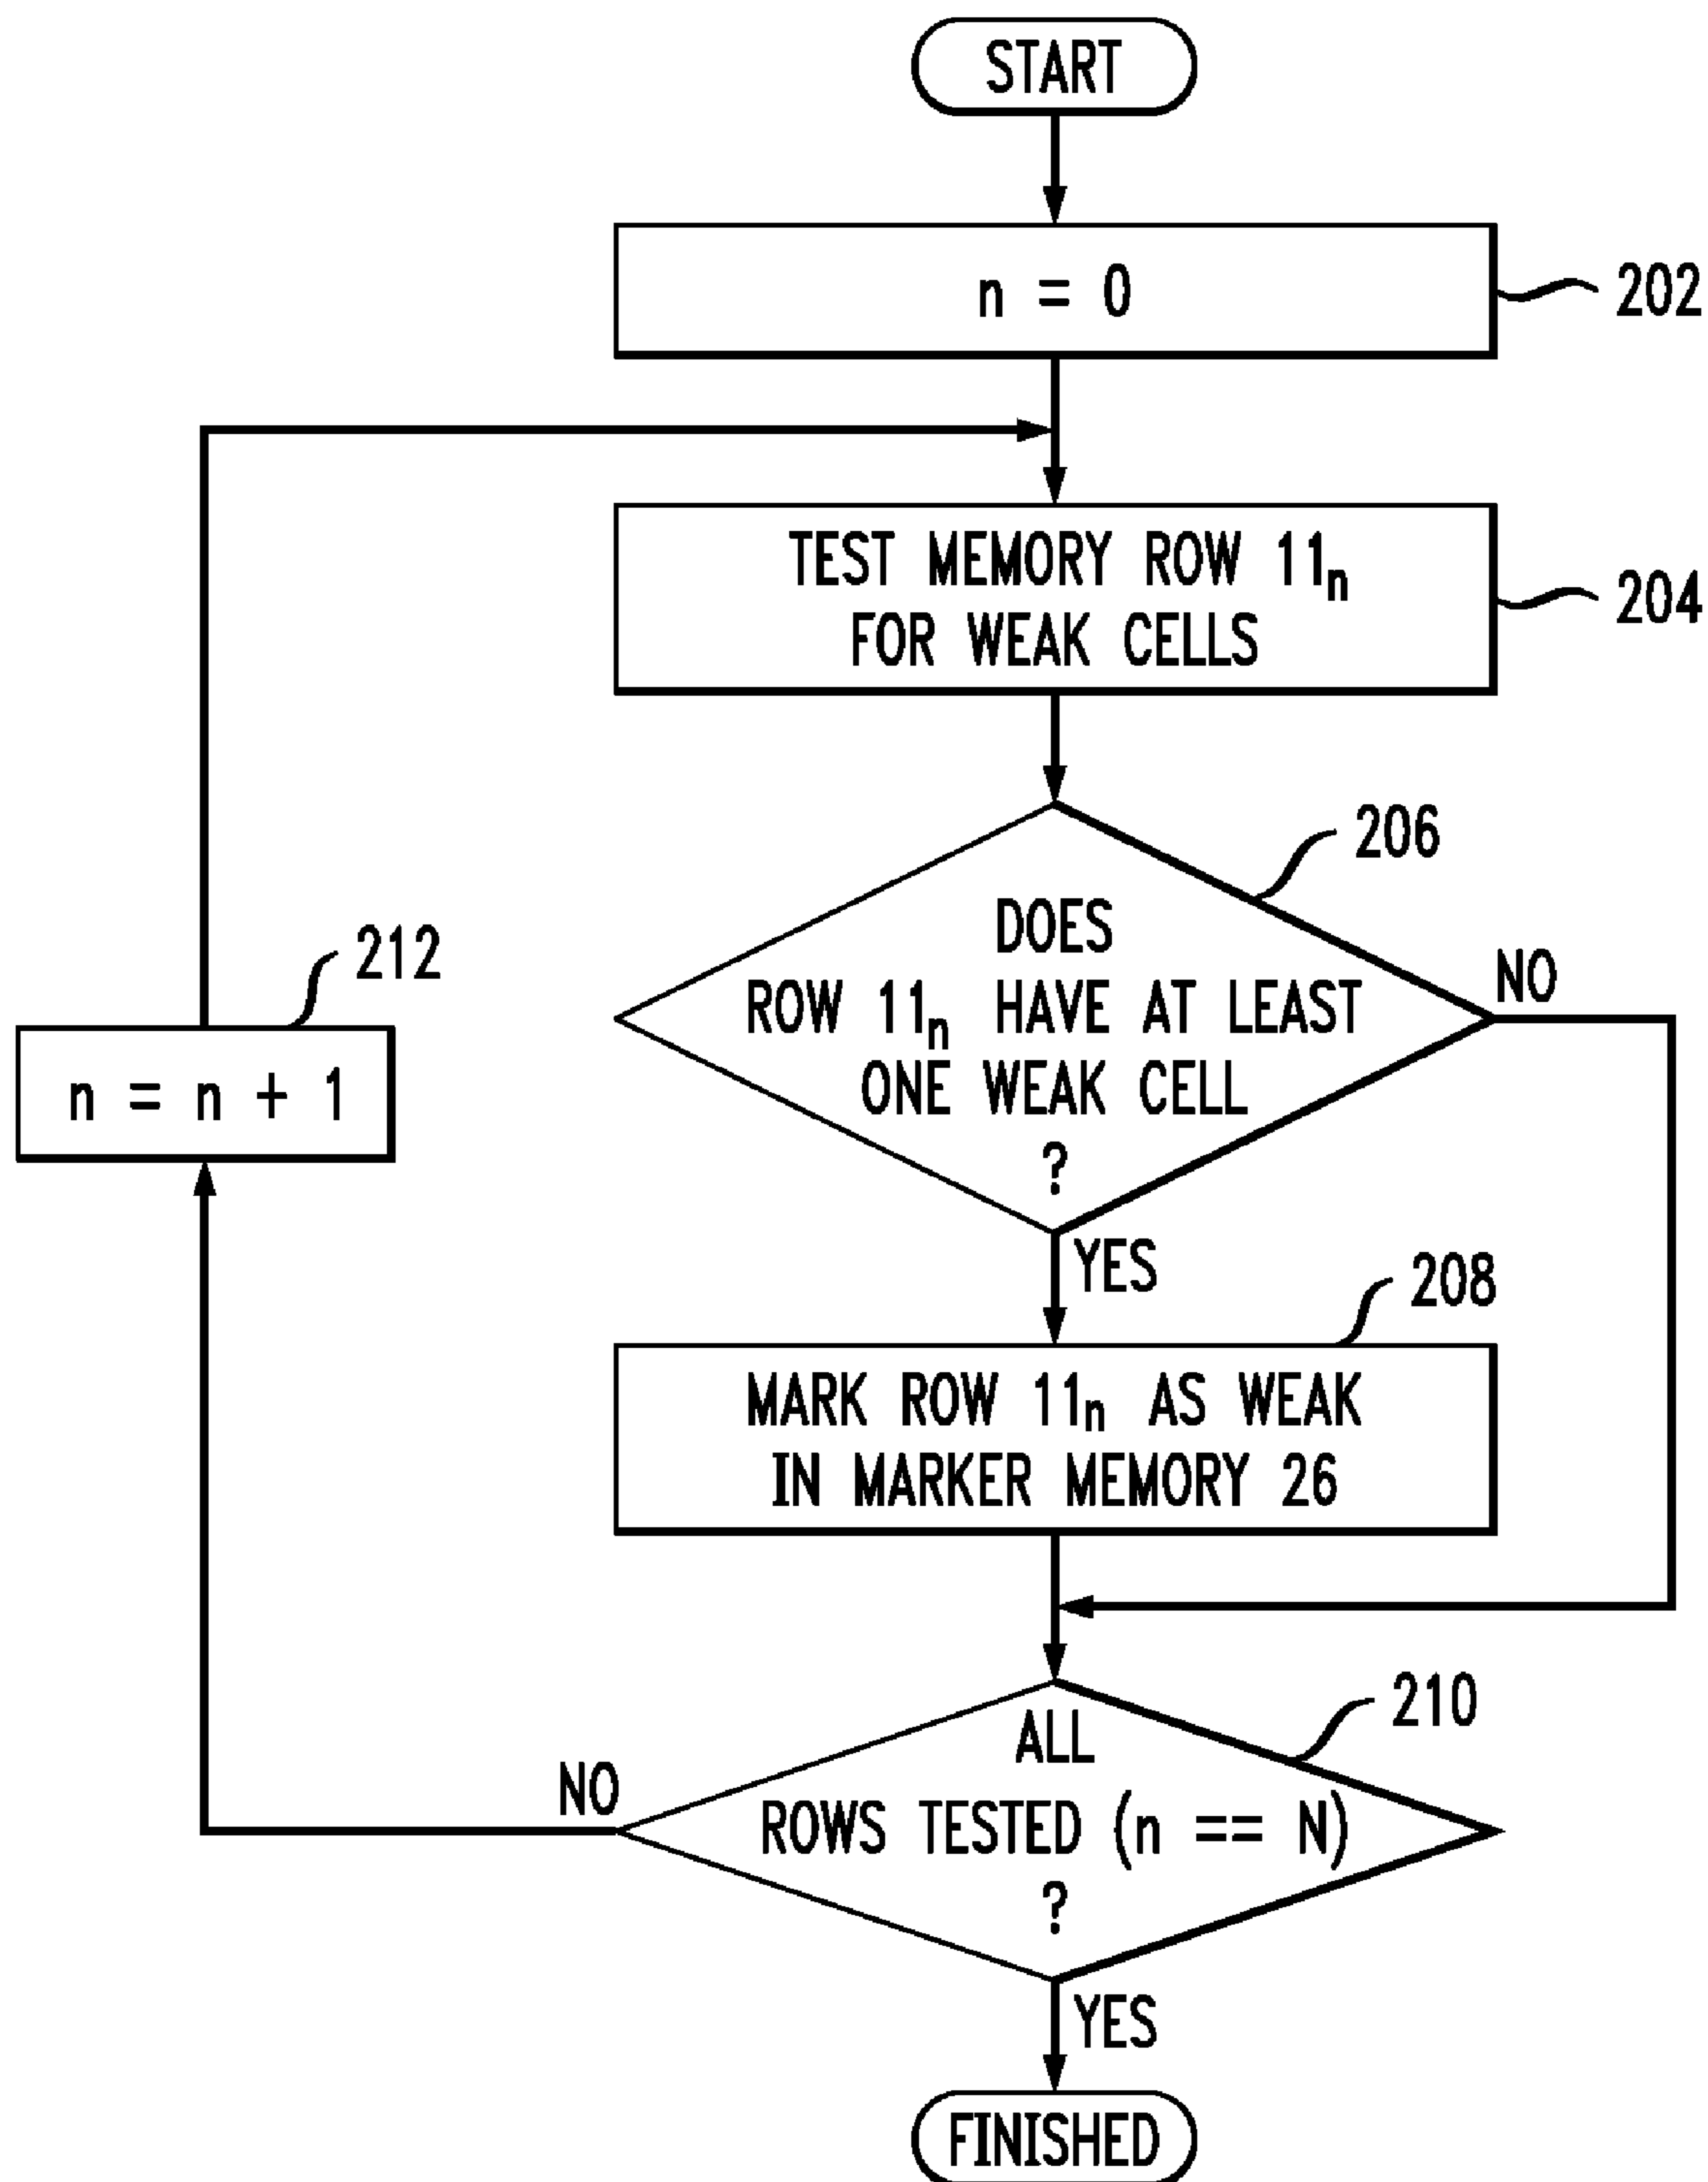 START
n = 0
202
TEST MEMORY ROW 11n
FOR WEAK CELLS
204
206
DOES
ROW 11n HAVE AT LEAST
ONE WEAK CELL
?
NO
YES
212
n = n + 1
208
MARK ROW 11n AS WEAK
IN MARKER MEMORY 26
210
ALL
ROWS TESTED (n == N)
?
NO
YES
FINISHED